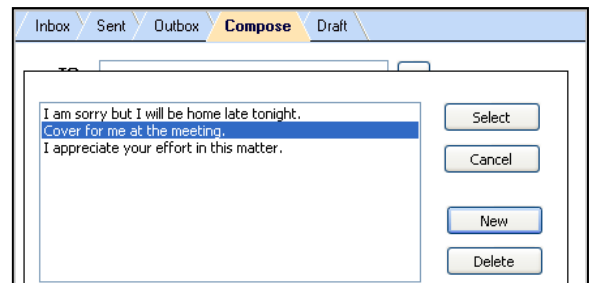 Inbox Sent Outbox Compose Draft
TO
I am sorry but I will be home late tonight.
Select
Cover for me at the meeting.
I appreciate your effort in this matter.
Cancel
New
Delete